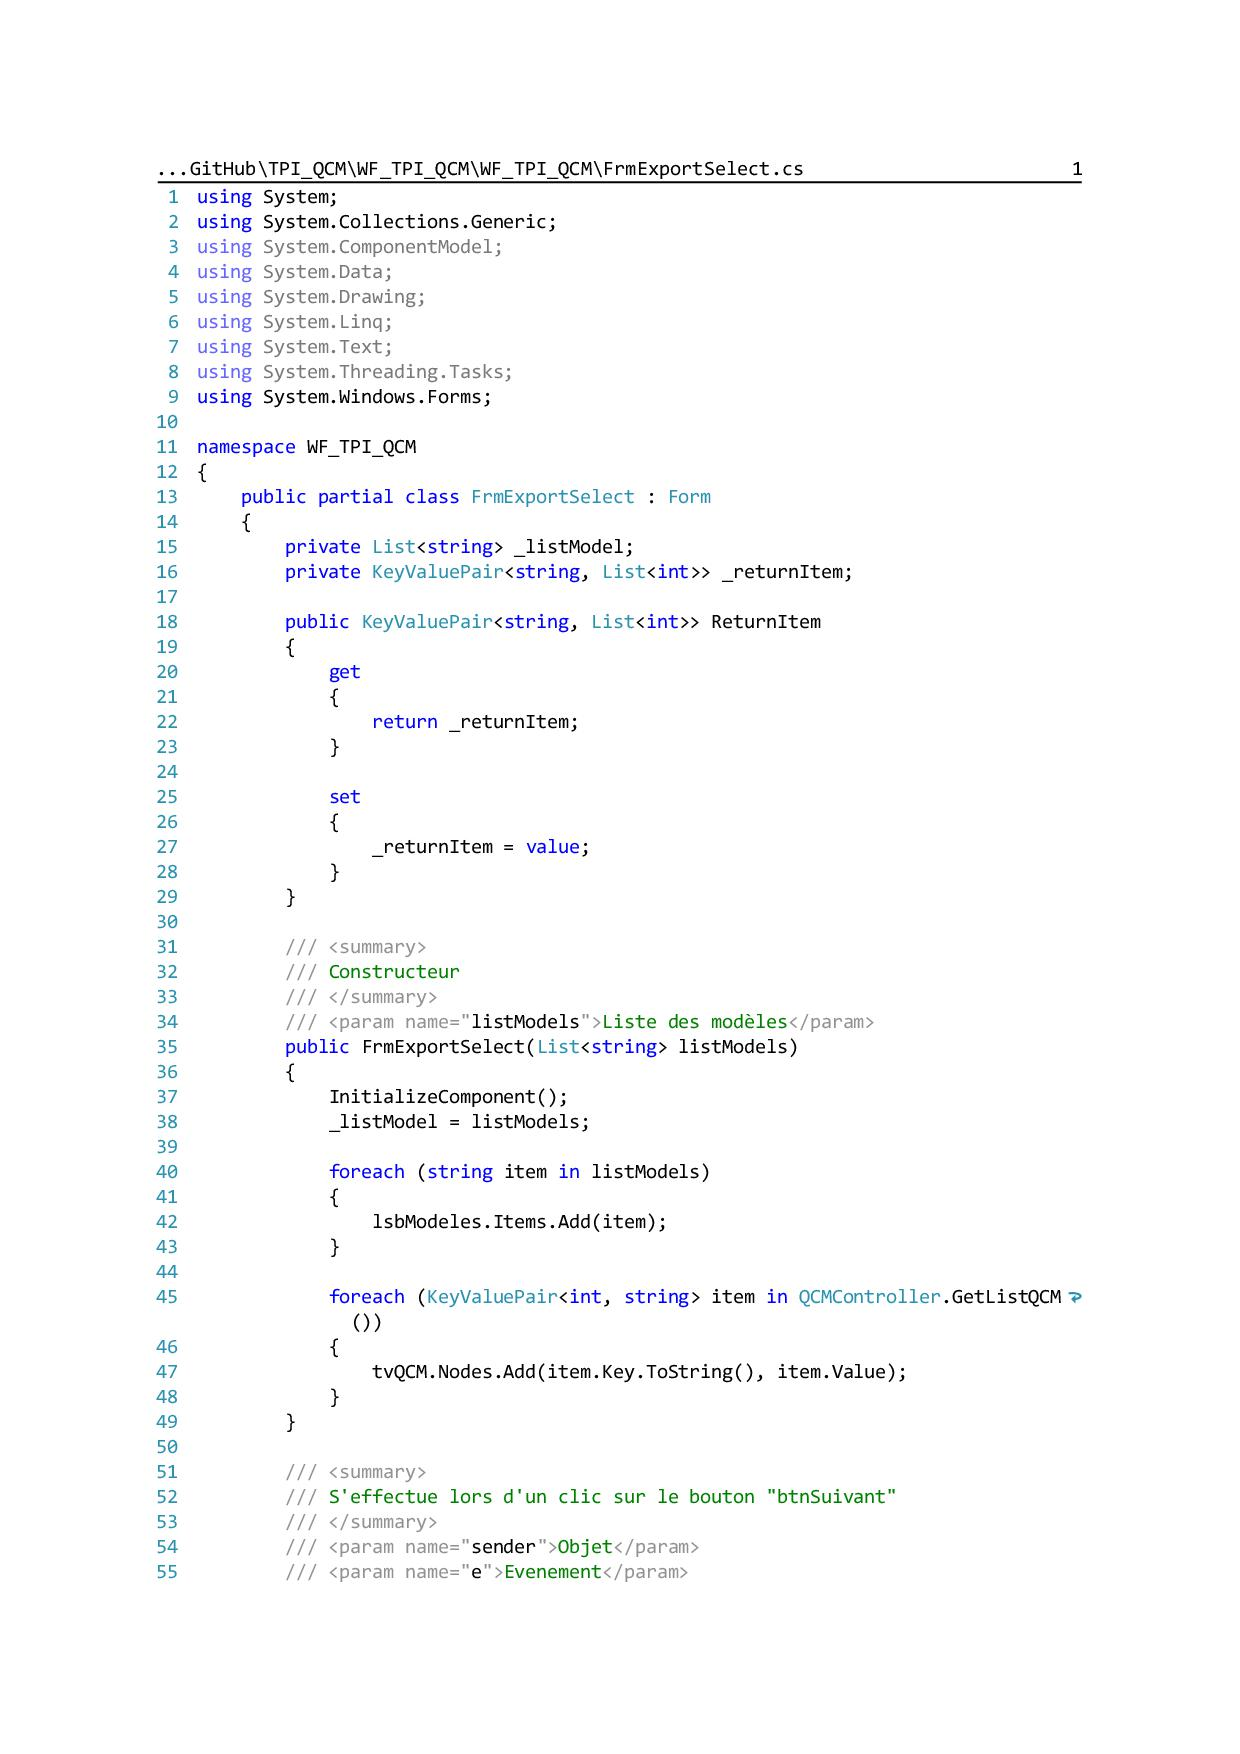 ...GitHub\TPI_QCM\WF_TPI_QCM\WF_TPI_QCM\FrmExportSelect.cs 1
1 using System;
2 using System.Collections.Generic;
3 using System.ComponentModel;
4 using System.Data;
5 using System.Drawing;
6 using System.Linq;
7 using System.Text;
8 using System.Threading.Tasks;
9 using System.Windows.Forms;
10
11 namespace WF_TPI_QCM
12 {
13     public partial class FrmExportSelect : Form
14     {
15         private List<string> _listModel;
16         private KeyValuePair<string, List<int>> _returnItem;
17
18         public KeyValuePair<string, List<int>> ReturnItem
19         {
20             get
21             {
22                 return _returnItem;
23             }
24
25             set
26             {
27                 _returnItem = value;
28             }
29         }
30
31         /// <summary>
32         /// Constructeur
33         /// </summary>
34         /// <param name="listModels">Liste des modèles</param>
35         public FrmExportSelect(List<string> listModels)
36         {
37             InitializeComponent();
38             _listModel = listModels;
39
40             foreach (string item in listModels)
41             {
42                 lsbModeles.Items.Add(item);
43             }
44
45             foreach (KeyValuePair<int, string> item in QCMController.GetListQCM
               ())
46             {
47                 tvQCM.Nodes.Add(item.Key.ToString(), item.Value);
48             }
49         }
50
51         /// <summary>
52         /// S'effectue lors d'un clic sur le bouton "btnSuivant"
53         /// </summary>
54         /// <param name="sender">Objet</param>
55         /// <param name="e">Evenement</param>